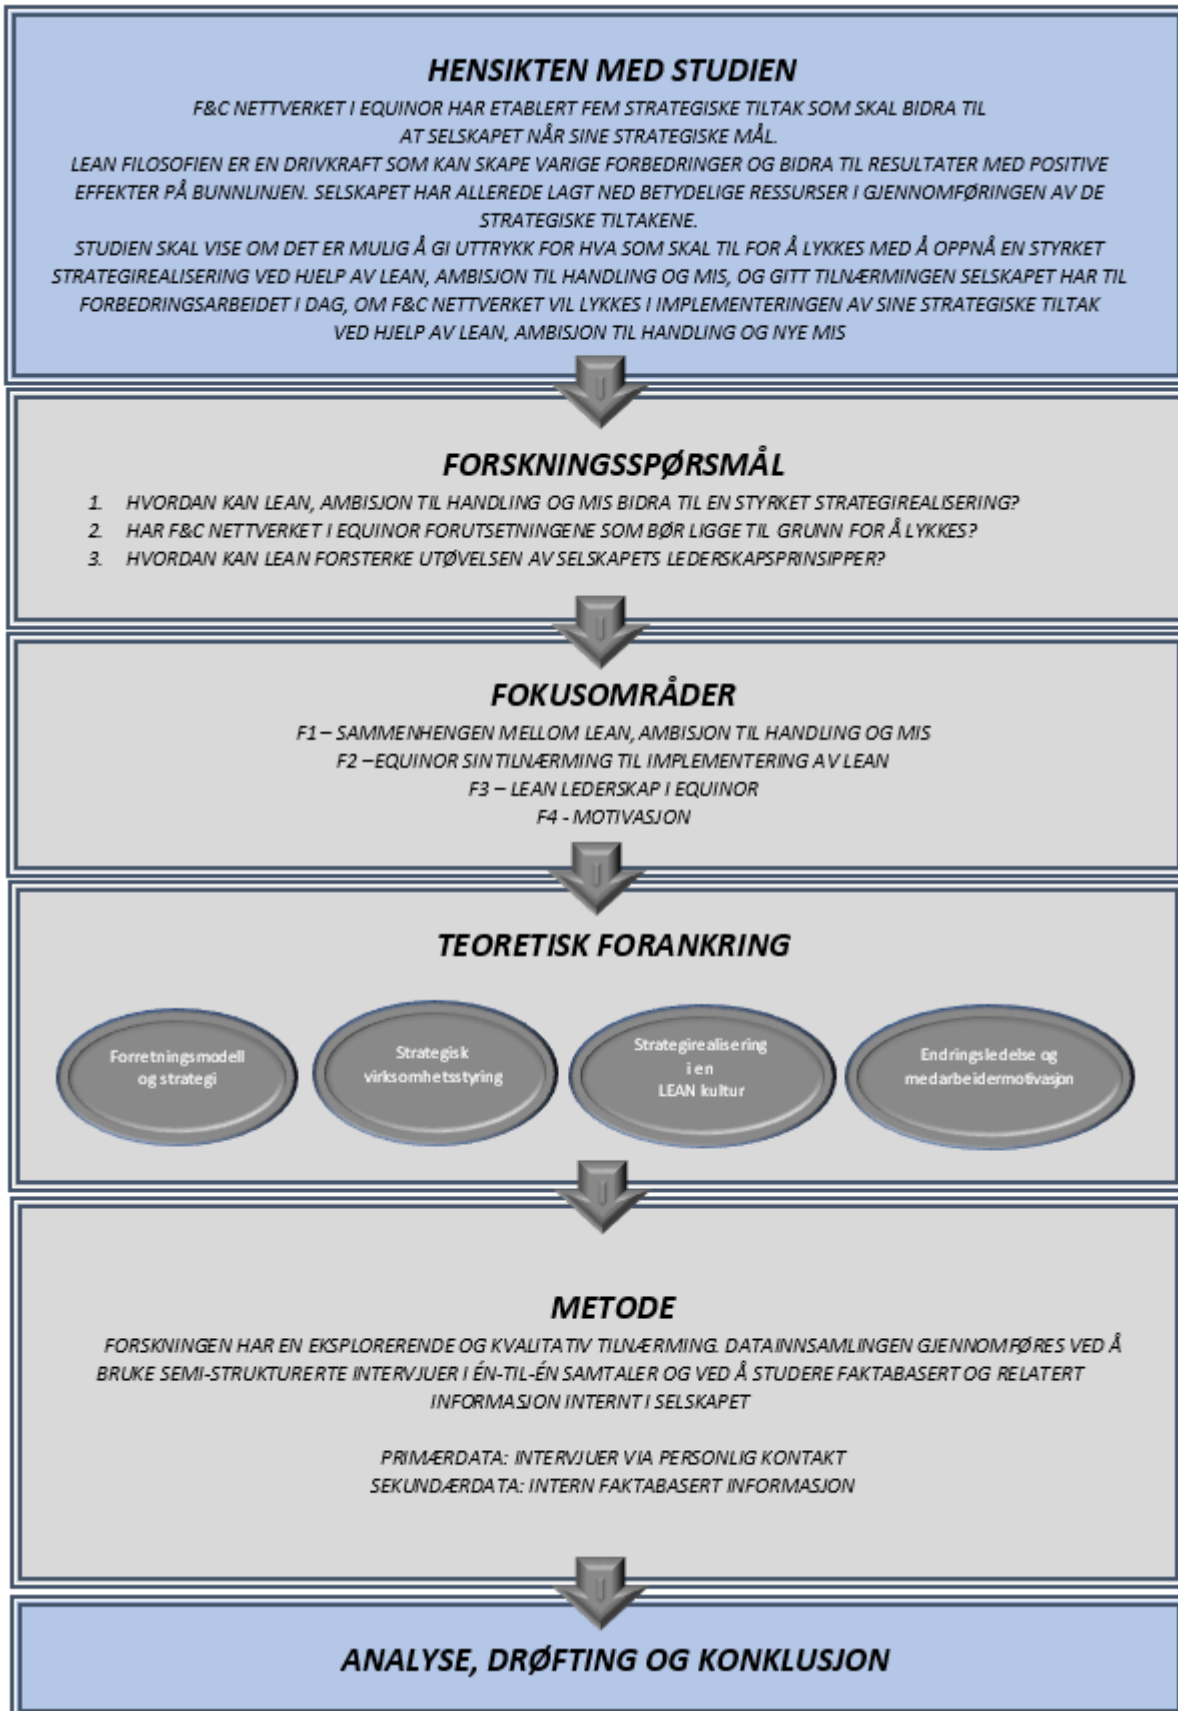 HENSIKTEN MED STUDIEN
F&C NETTVERKET I EQUINOR HAR ETABLERT FEM STRATEGISKE TILTAK SOM SKAL BIDRA TIL
AT SELSKAPET NÅR SINE STRATEGISKE MÅL.
LEAN FILOSOFIEN ER EN DRIVKRAFT SOM KAN SKAPE VARIGE FORBEDRINGER OG BIDRA TIL RESULTATER MED POSITIVE
EFFEKTER PÅ BUNNLINJEN. SELSKAPET HAR ALLEREDE LAGT NED BETYDELIGE RESSURSER I GJENNOMFØRINGEN AV DE
STRATEGISKE TILTAKENE.
STUDIEN SKAL VISE OM DET ER MULIG Å GI UTTRYKK FOR HVA SOM SKAL TIL FOR Å LYKKES MED Å OPPNÅ EN STYRKET
STRATEGIREALISERING VED HJELP AV LEAN, AMBISJON TIL HANDLING OG MIS, OG GITT TILNÆRMINGEN SELSKAPET HAR TIL
FORBEDRINGSARBEIDET I DAG, OM F&C NETTVERKET VIL LYKKES I IMPLEMENTERINGEN AV SINE STRATEGISKE TILTAK
VED HJELP AV LEAN, AMBISJON TIL HANDLING OG NYE MIS
FORSKNINGSSPØRSMÅL
1. HVORDAN KAN LEAN, AMBISJON TIL HANDLING OG MIS BIDRA TIL EN STYRKET STRATEGIREALISERING?
2. HAR F&C NETTVERKET I EQUINOR FORUTSETNINGENE SOM BØR LIGGE TIL GRUNN FOR Å LYKKES?
3. HVORDAN KAN LEAN FORSTERKE UTØVELSEN AV SELSKAPETS LEDERSKAPSPRINSIPPER?
FOKUSOMRÅDER
F1 – SAMMENHENGEN MELLOM LEAN, AMBISJON TIL HANDLING OG MIS
F2 – EQUINOR SIN TILNÆRMING TIL IMPLEMENTERING AV LEAN
F3 – LEAN LEDERSKAP I EQUINOR
F4 - MOTIVASJON
TEORETISK FORANKRING
Forretningsmodell
og strategi
Strategisk
virksomhetsstyring
Strategirealisering
i en
LEAN kultur
Endringsledelse og
medarbeidermotivasjon
METODE
FORSKNINGEN HAR EN EKSPLORERENDE OG KVALITATIV TILNÆRMING. DATAINNSAMLINGEN GJENNOMFØRES VED Å
BRUKE SEMI-STRUKTURERTE INTERVJUER I ÉN-TIL-ÉN SAMTALER OG VED Å STUDERE FAKTABASERT OG RELATERT
INFORMASJON INTERNT I SELSKAPET
PRIMÆRDATA: INTERVJUER VIA PERSONLIG KONTAKT
SEKUNDÆRDATA: INTERN FAKTABASERT INFORMASJON
ANALYSE, DRØFTING OG KONKLUSJON